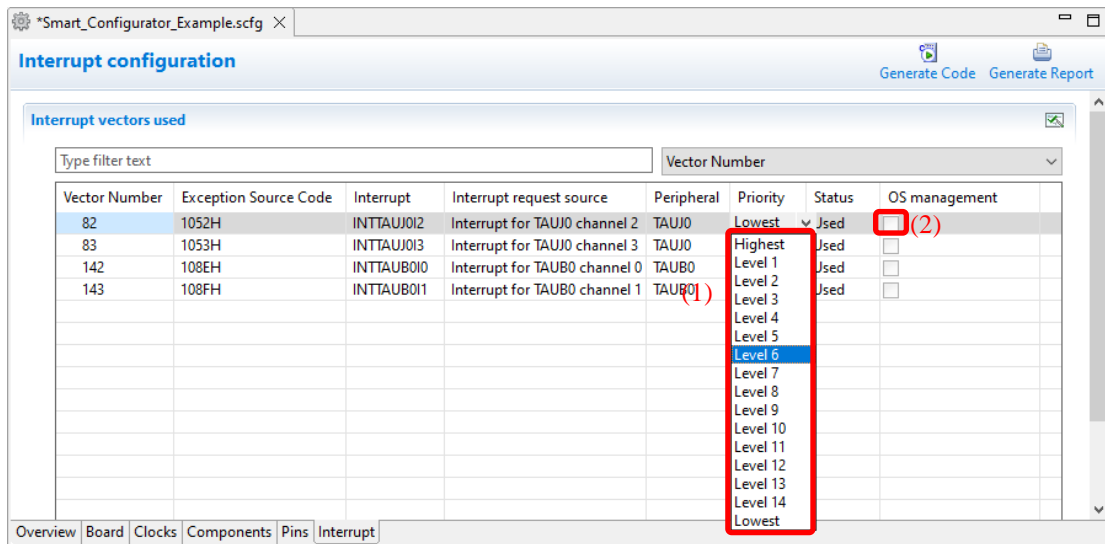 *Smart_Configurator_Example.scfg
Interrupt configuration
Generate Code Generate Report
Interrupt vectors used
Type filter text Vector Number
Vector Number Exception Source Code Interrupt Interrupt request source Peripheral Priority Status OS management
82 1052H INTTAUJ0I2 Interrupt for TAUJ0 channel 2 TAUJ0 Lowest Used (2)
83 1053H INTTAUJ0I3 Interrupt for TAUJ0 channel 3 TAUJ0 Highest Used
142 108EH INTTAUB0I0 Interrupt for TAUB0 channel 0 TAUB0 Level 1 Used
Level 2
143 108FH INTTAUB0I1 Interrupt for TAUB0 channel 1 TAUB0 (1) Level 3 Used
Level 4
Level 5
Level 6
Level 7
Level 8
Level 9
Level 10
Level 11
Level 12
Level 13
Level 14
Lowest
Overview Board Clocks Components Pins Interrupt